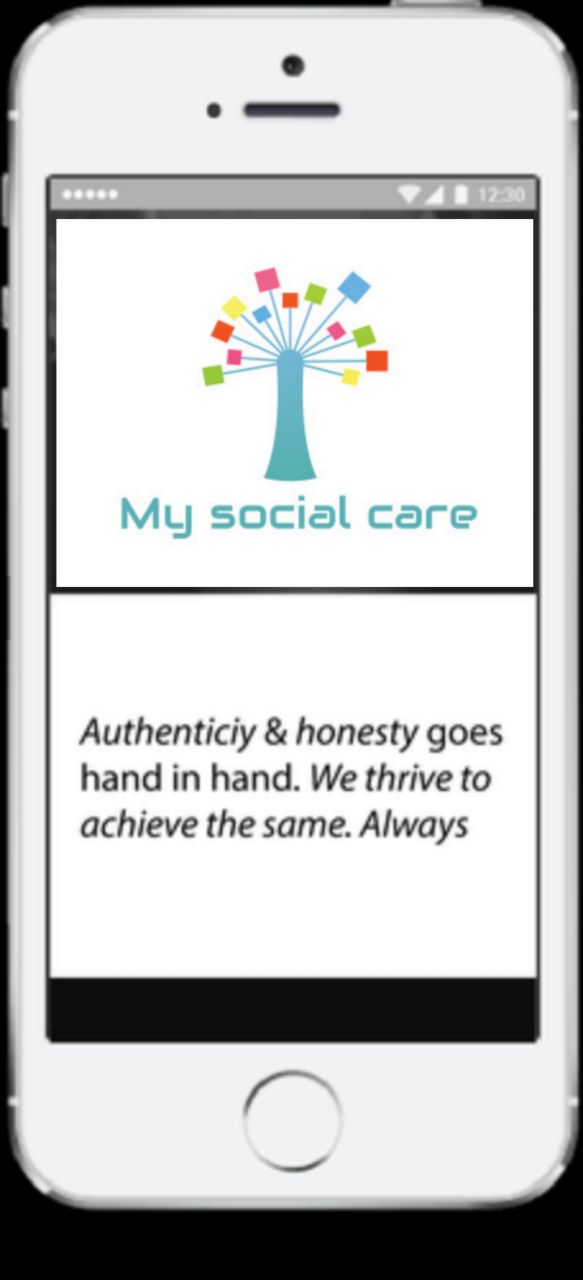 12:30
My social care
Authenticiy & honesty goes
hand in hand. We thrive to
achieve the same. Always